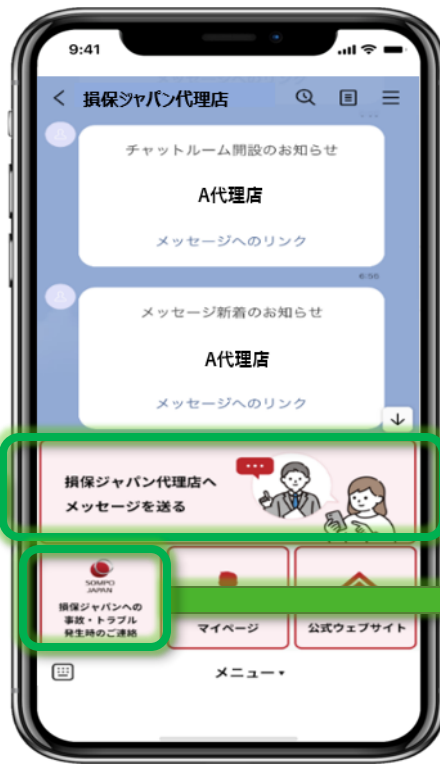 9:41
損保ジャパン代理店
チャットルーム開設のお知らせ
A代理店
メッセージへのリンク
6:56
メッセージ新着のお知らせ
A代理店
メッセージへのリンク
損保ジャパン代理店へ
メッセージを送る
SOMPO
JAPAN
損保ジャパンへの
事故・トラブル
発生時のご連絡
マイページ
公式ウェブサイト
メニュー▾